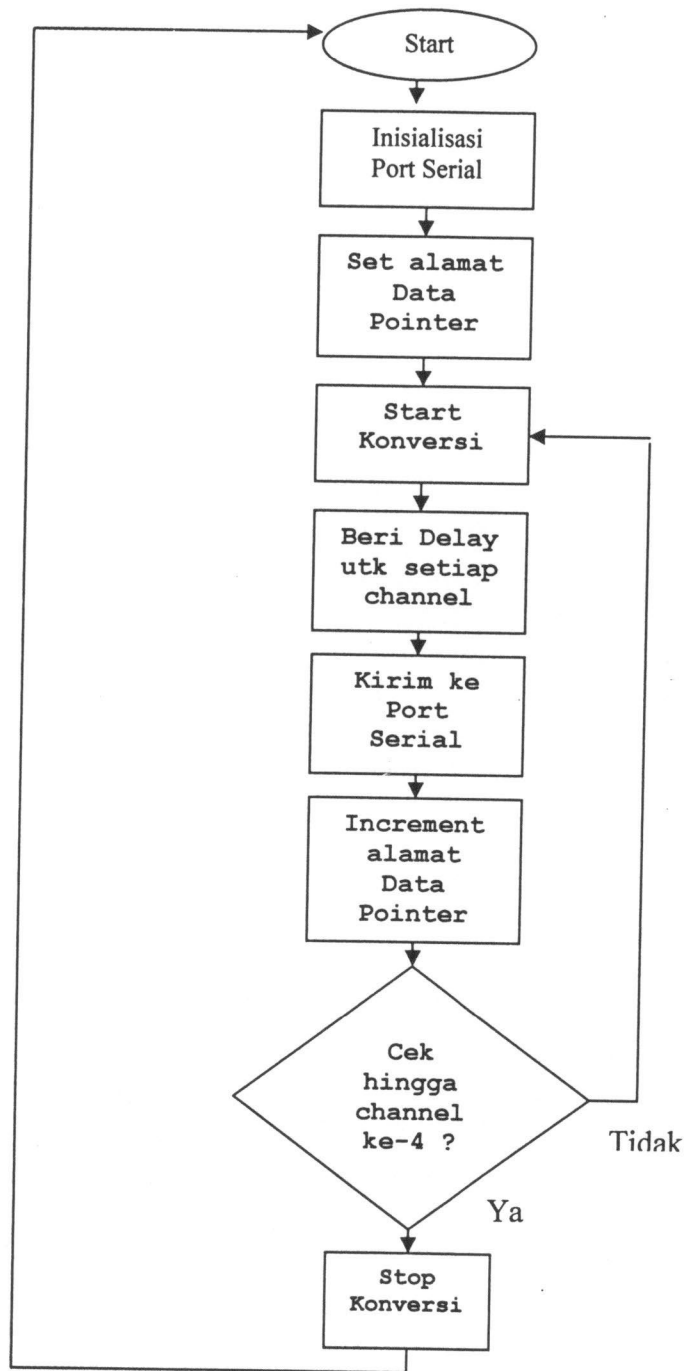 Start
Inisialisasi
Port Serial
Set alamat
Data
Pointer
Start
Konversi
Beri Delay
utk setiap
channel
Kirim ke
Port
Serial
Increment
alamat
Data
Pointer
Cek
hingga
channel
ke-4 ?
Tidak
Ya
Stop
Konversi